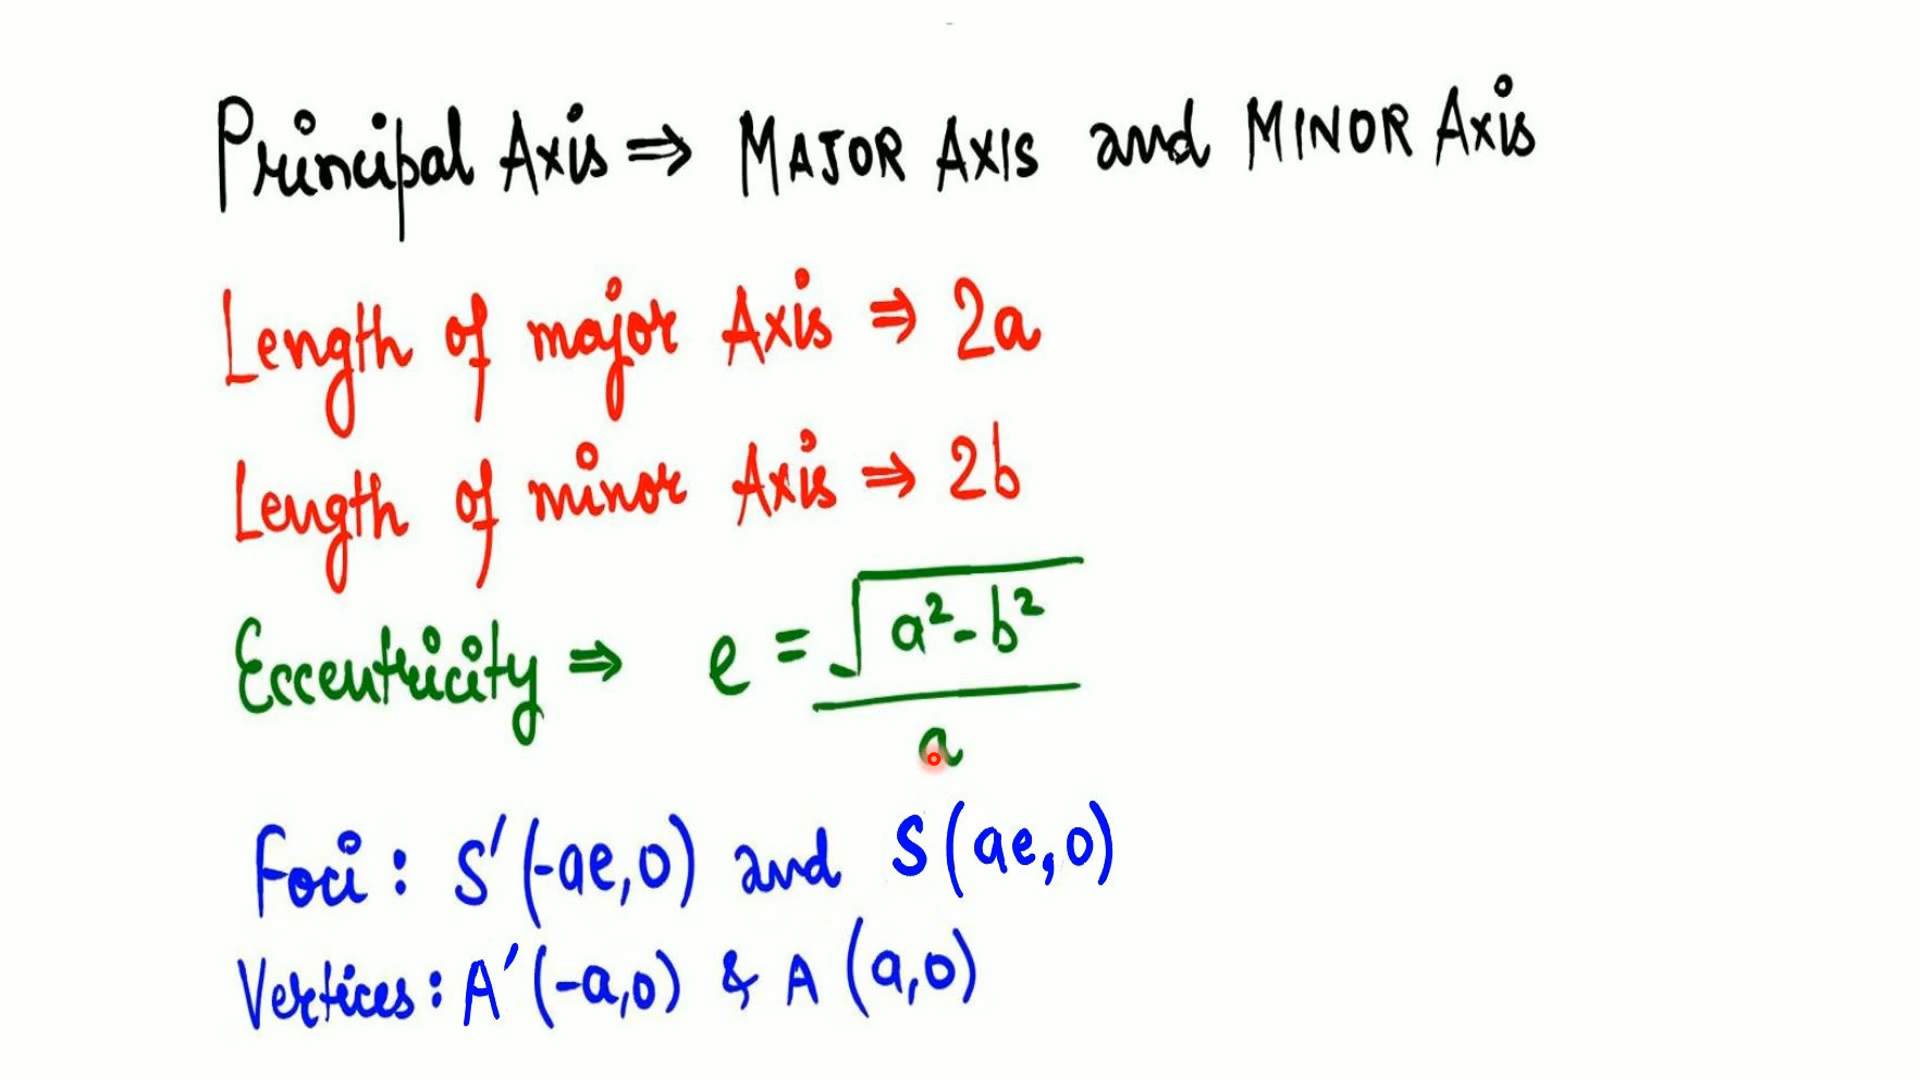 Principal Axis ⇒ MAJOR AXIS and MINOR Axis
Length of major Axis ⇒ 2a
Length of minor Axis ⇒ 2b
Eccentricity ⇒ e = √(a² - b²) / a
Foci : S'(-ae, 0) and S(ae, 0)
Vertices : A'(-a, 0) & A (a, 0)